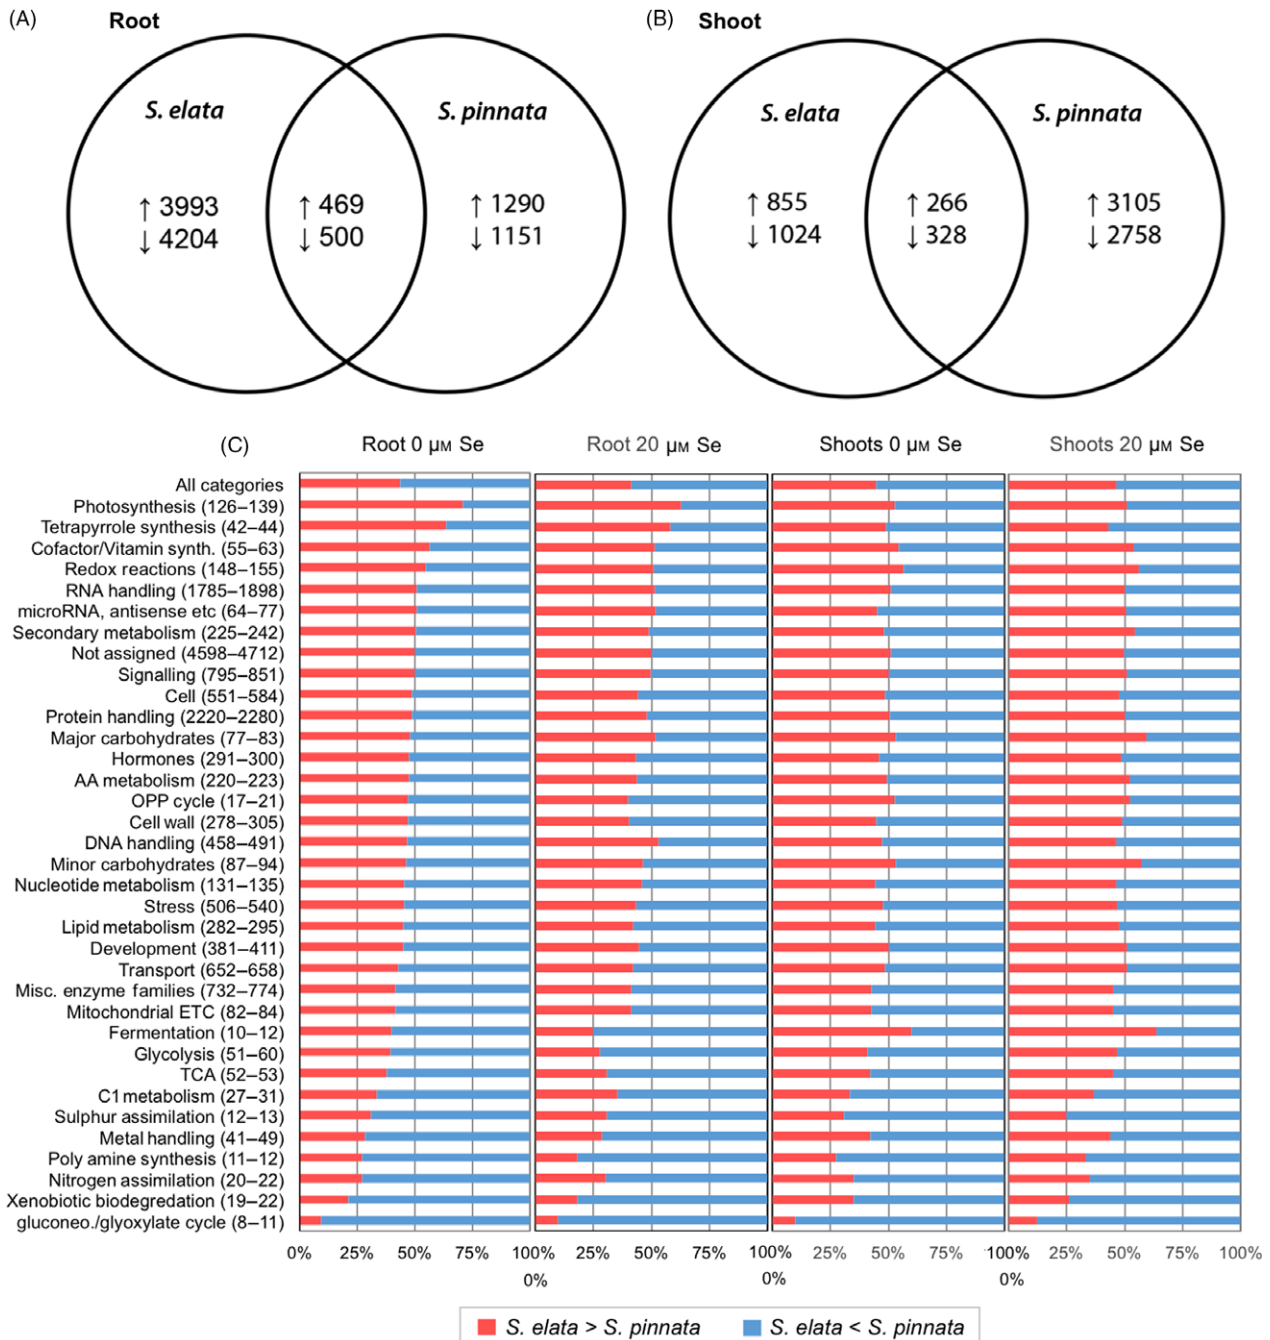 (A) Root
S. elata
S. pinnata
↑ 3993
↓ 4204
↑ 469
↓ 500
↑ 1290
↓ 1151
(B) Shoot
S. elata
S. pinnata
↑ 855
↓ 1024
↑ 266
↓ 328
↑ 3105
↓ 2758
(C) Root 0 μM Se Root 20 μM Se Shoots 0 μM Se Shoots 20 μM Se
All categories
Photosynthesis (126–139)
Tetapyrrole synthesis (42–44)
Cofactor/Vitamin synth. (55–63)
Redox reactions (148–155)
RNA handling (1785–1898)
microRNA, antisense etc (64–77)
Secondary metabolism (225–242)
Not assigned (4598–4712)
Signalling (795–851)
Cell (551–584)
Protein handling (2220–2280)
Major carbohydrates (77–83)
Hormones (291–300)
AA metabolism (220–223)
OPP cycle (17–21)
Cell wall (278–305)
DNA handling (458–491)
Minor carbohydrates (87–94)
Nucleotide metabolism (131–135)
Stress (506–540)
Lipid metabolism (282–295)
Development (381–411)
Transport (652–658)
Misc. enzyme families (732–774)
Mitochondrial ETC (82–84)
Fermentation (10–12)
Glycolysis (51–60)
TCA (52–53)
C1 metabolism (27–31)
Sulphur assimilation (12–13)
Metal handling (41–49)
Poly amine synthesis (11–12)
Nitrogen assimilation (20–22)
Xenobiotic biodegredation (19–22)
gluconeo./glyoxylate cycle (8–11)
0% 25% 50% 75% 100% 25% 50% 75% 100% 25% 50% 75% 100% 25% 50% 75% 100%
0% 0% 0%
S. elata > S. pinnata S. elata < S. pinnata